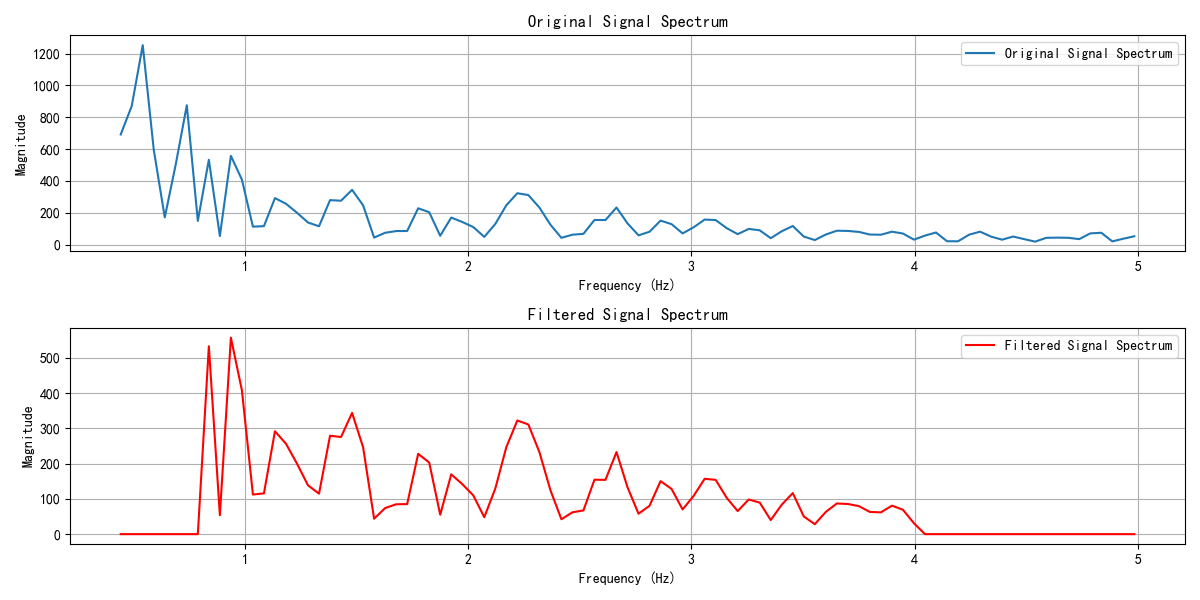 Original Signal Spectrum
Original Signal Spectrum
1200
1000
800
600
400
200
0
Magnitude
1 2 3 4 5
Frequency (Hz)
Filtered Signal Spectrum
Filtered Signal Spectrum
500
400
300
200
100
0
Magnitude
1 2 3 4 5
Frequency (Hz)